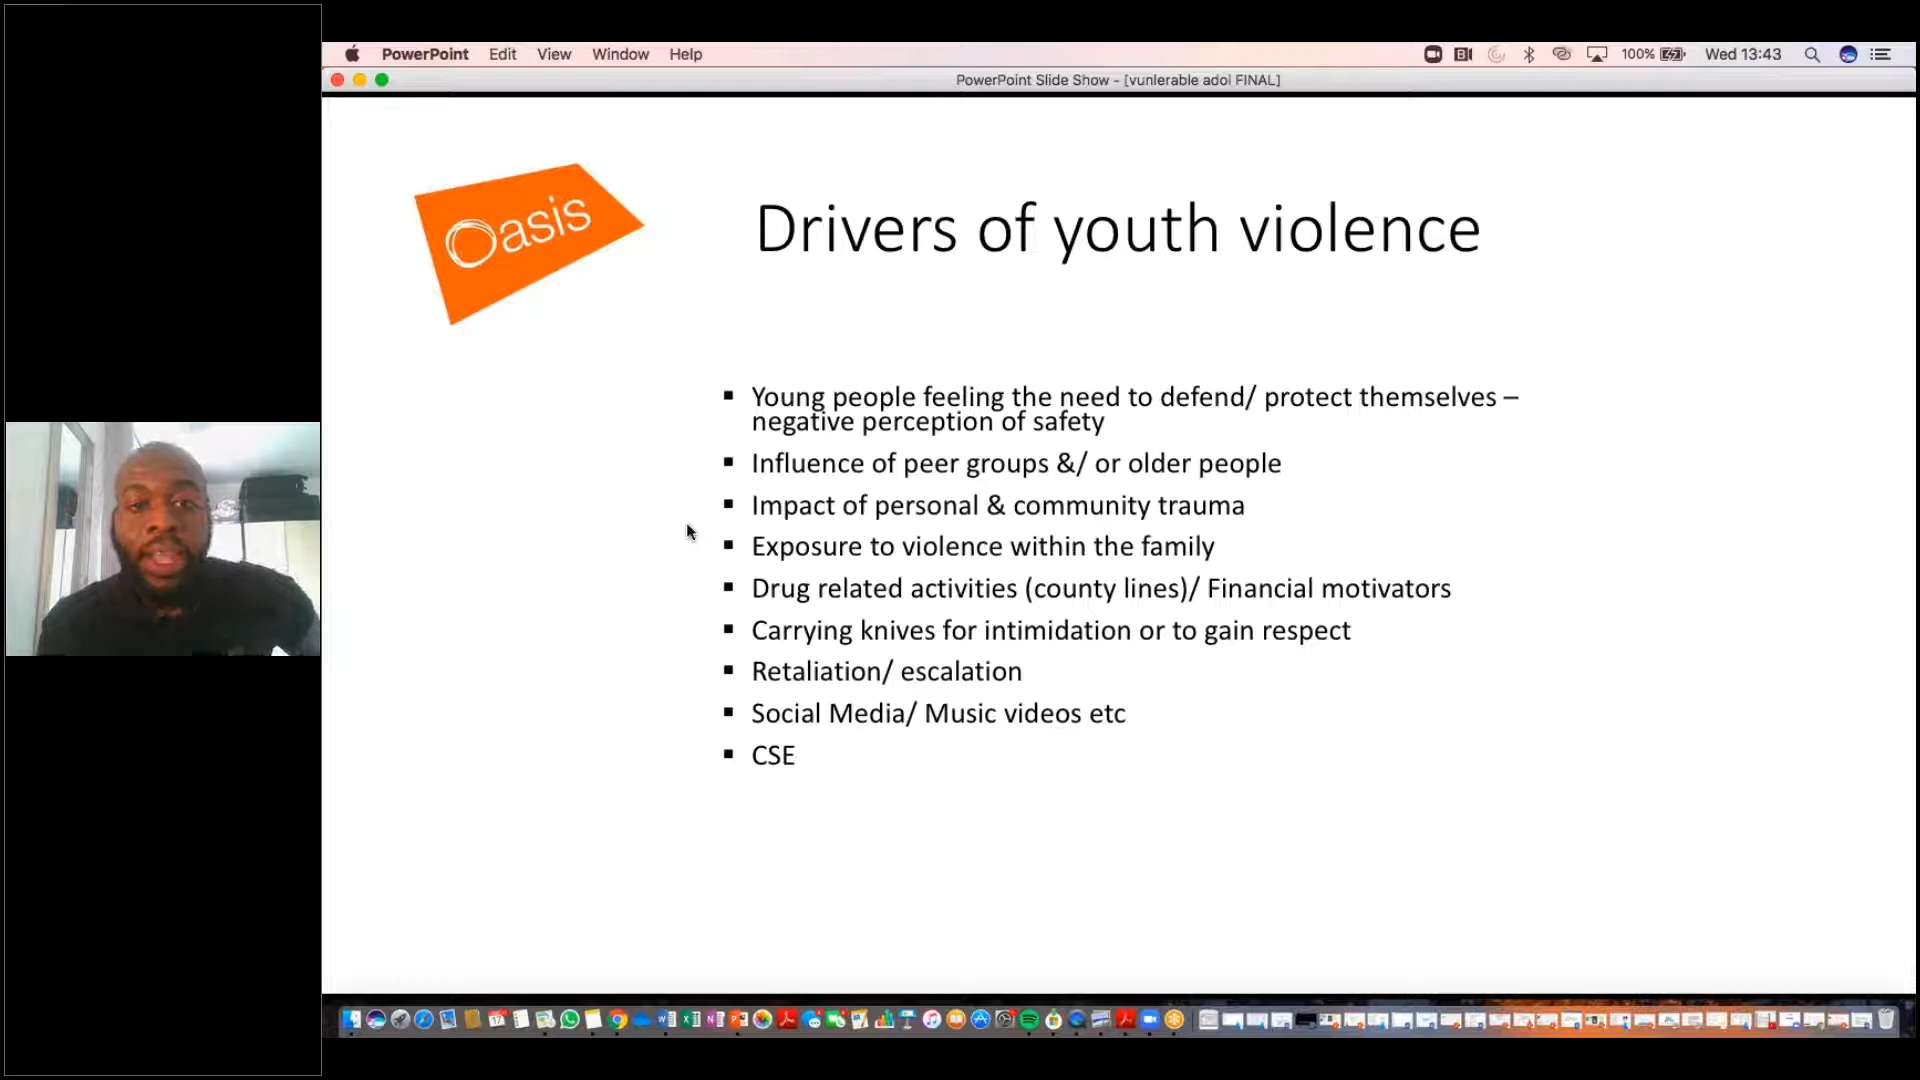 PowerPoint Edit View Window Help 100% Wed 13:43
PowerPoint Slide Show - [vunlerable adol FINAL]
Oasis
Drivers of youth violence
▪ Young people feeling the need to defend/ protect themselves –
negative perception of safety
▪ Influence of peer groups &/ or older people
▪ Impact of personal & community trauma
▪ Exposure to violence within the family
▪ Drug related activities (county lines)/ Financial motivators
▪ Carrying knives for intimidation or to gain respect
▪ Retaliation/ escalation
▪ Social Media/ Music videos etc
▪ CSE